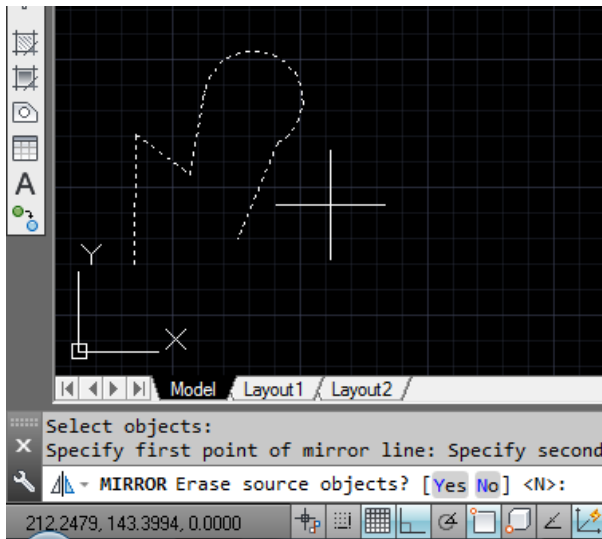 A
Y
X
Model Layout1 Layout2
Select objects:
Specify first point of mirror line: Specify second
MIRROR Erase source objects? [Yes No] <N>:
212.2479, 143.3994, 0.0000